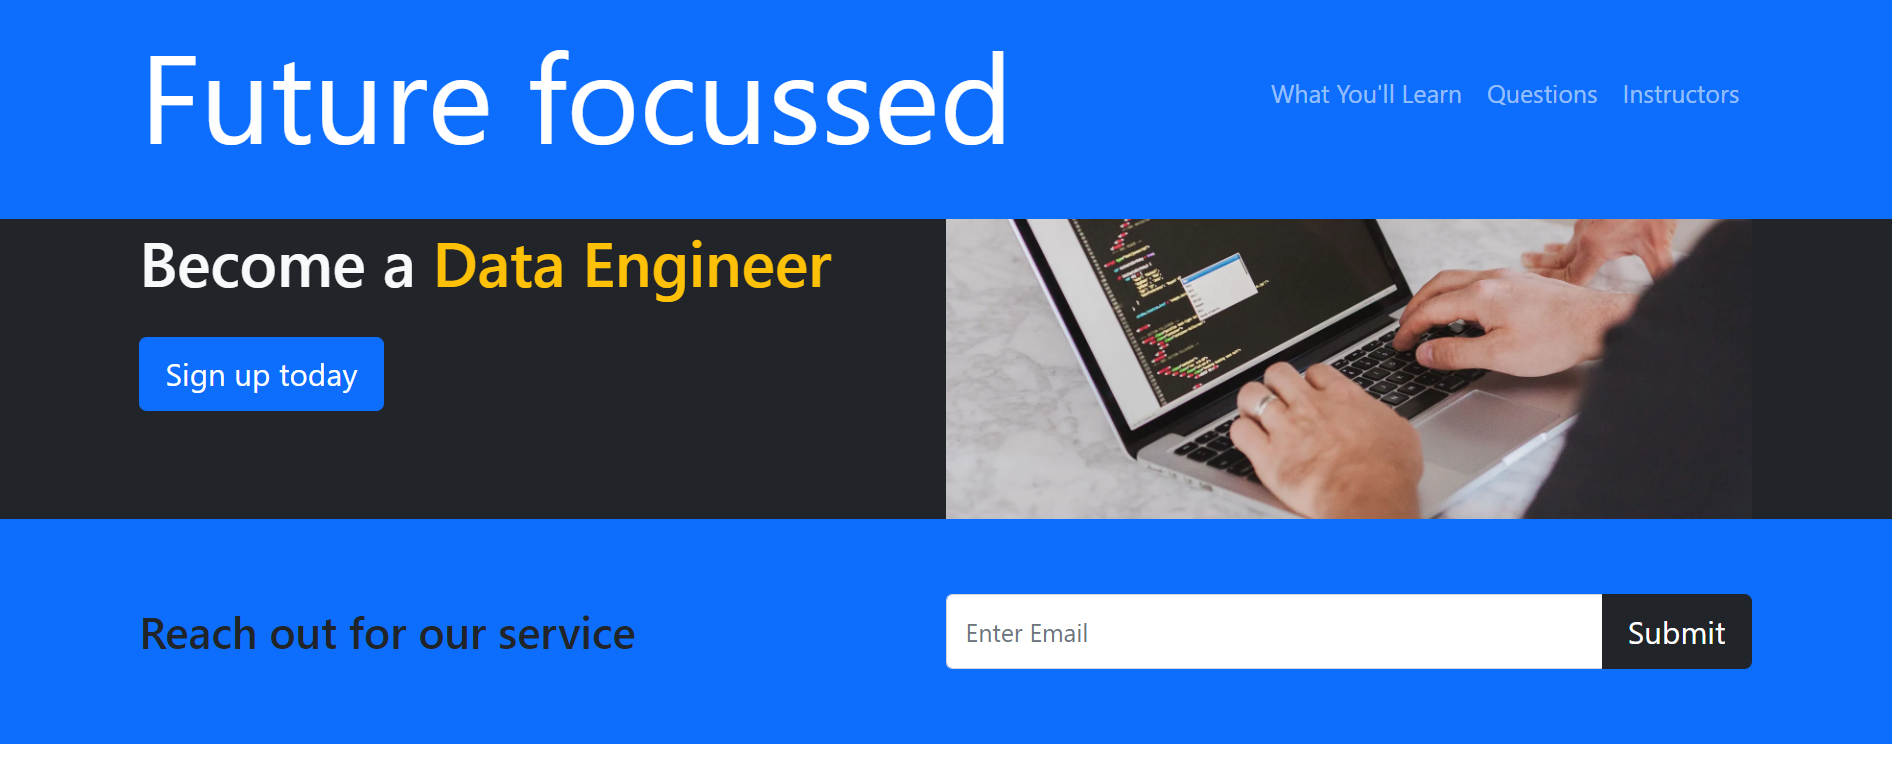 Future focussed
What You'll Learn Questions Instructors
Become a Data Engineer
Sign up today
Reach out for our service
Enter Email
Submit